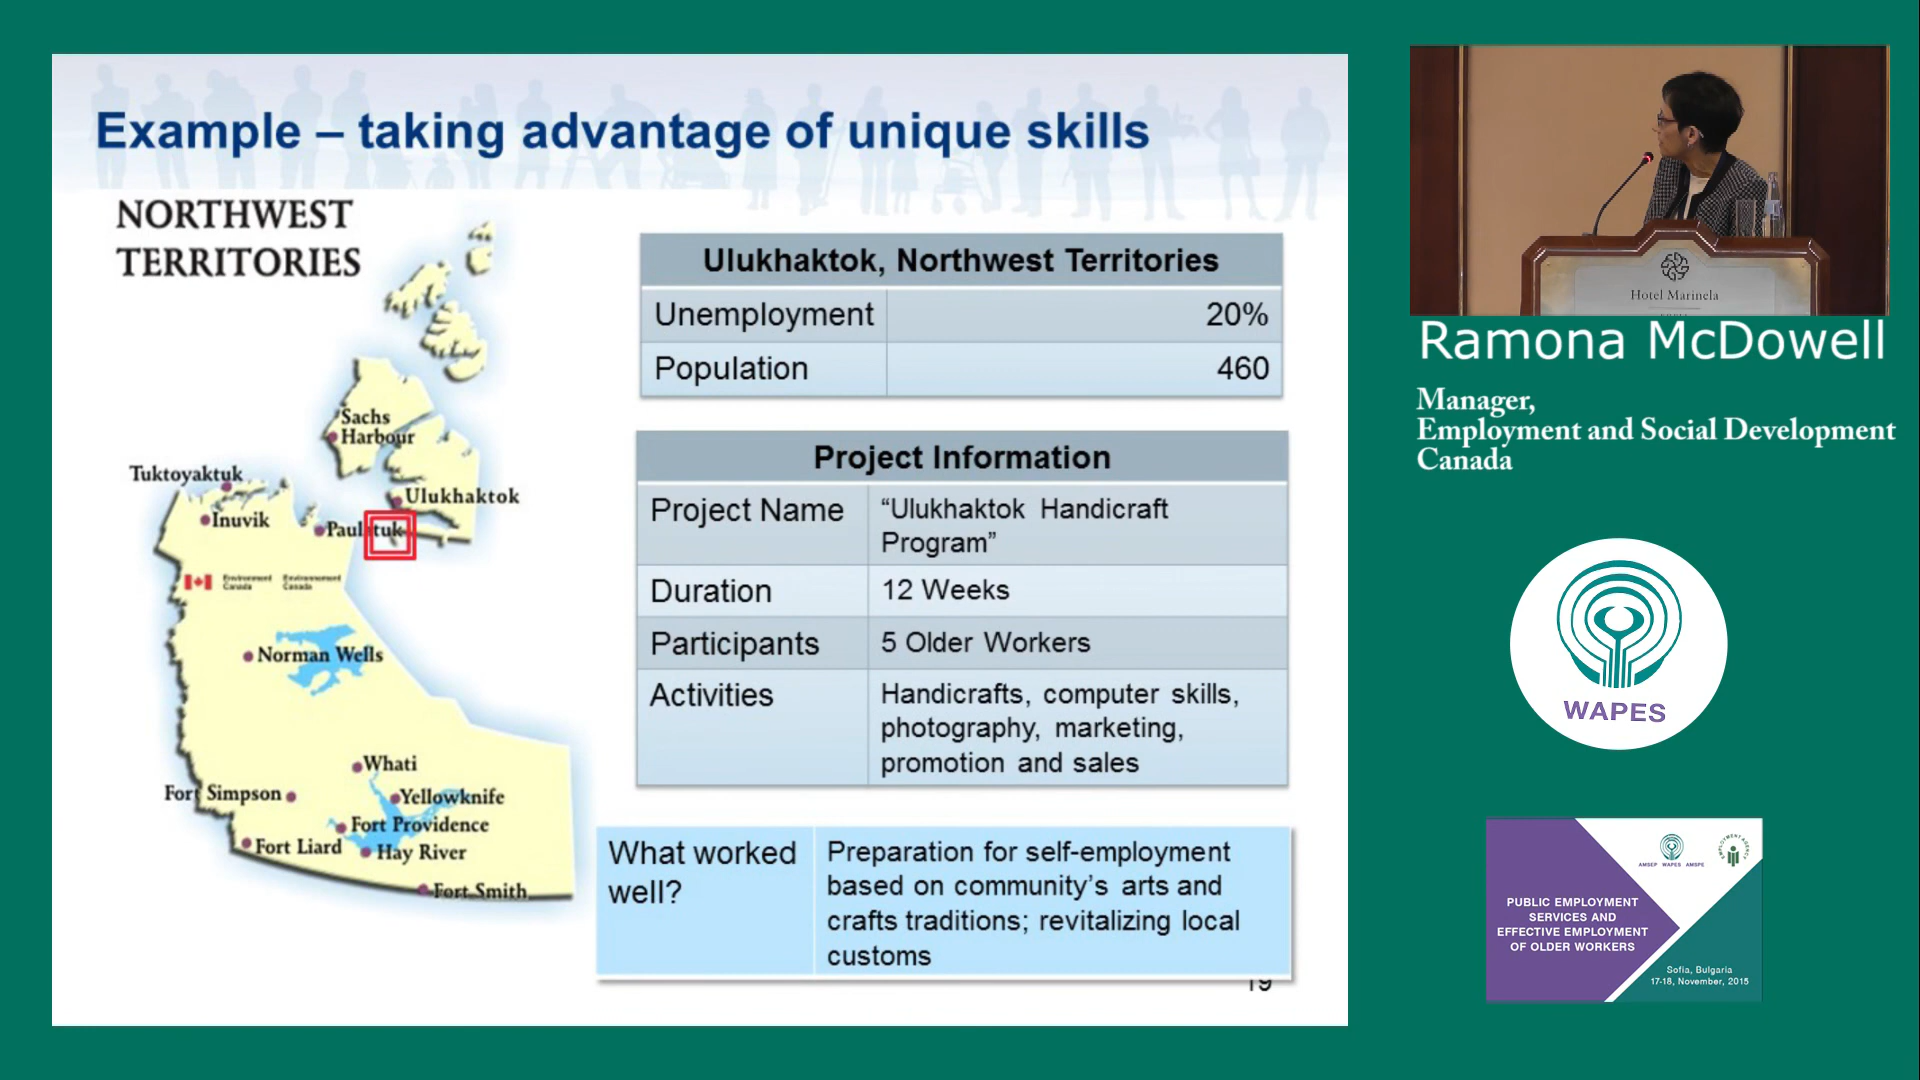 Example – taking advantage of unique skills
NORTHWEST
TERRITORIES
Sachs
Harbour
Tuktoyaktuk
Ulukhaktok
Inuvik
Paulatuk
Environment
Canada
Environnement
Canada
Norman Wells
Whati
Fort Simpson
Yellowknife
Fort Providence
Fort Liard
Hay River
Fort Smith
Ulukhaktok, Northwest Territories
Unemployment 20%
Population 460
Project Information
Project Name “Ulukhaktok Handicraft
Program”
Duration 12 Weeks
Participants 5 Older Workers
Activities Handicrafts, computer skills,
photography, marketing,
promotion and sales
What worked
well?
Preparation for self-employment
based on community’s arts and
crafts traditions; revitalizing local
customs
19
Hotel Marinela
Ramona McDowell
Manager,
Employment and Social Development
Canada
WAPES
AMSEP WAPES AMSPE
EMPLOYMENT AGENCY
PUBLIC EMPLOYMENT
SERVICES AND
EFFECTIVE EMPLOYMENT
OF OLDER WORKERS
Sofia, Bulgaria
17-18, November, 2015